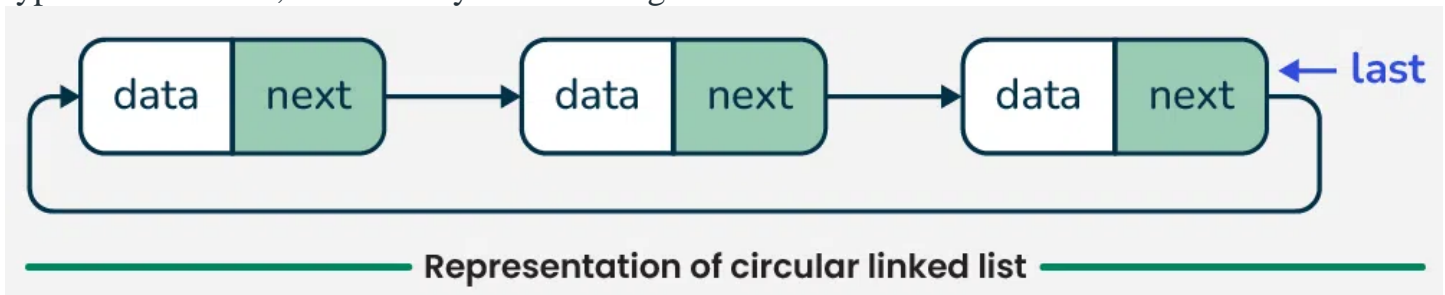 data next data next data next last
Representation of circular linked list